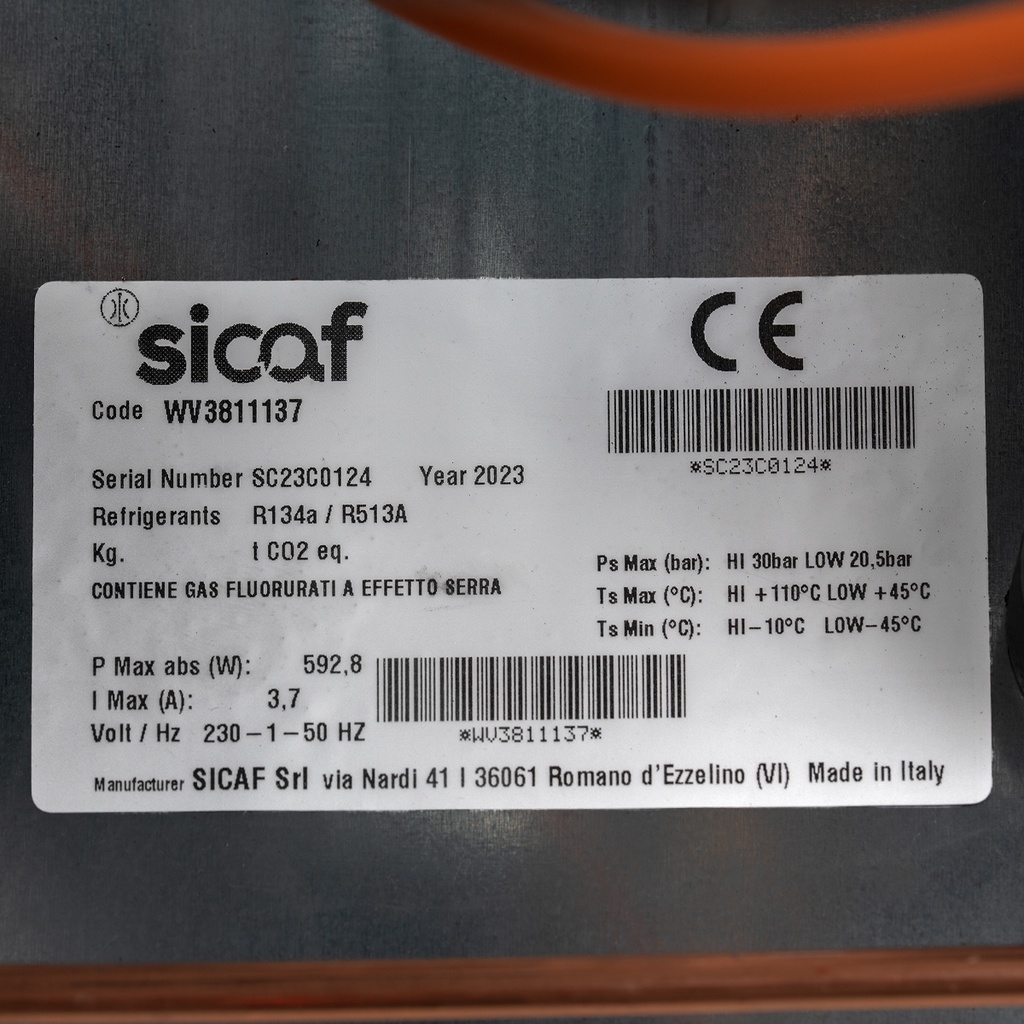 sicaf
CE
Code WV3811137
*SC23C0124*
Serial Number SC23C0124 Year 2023
Refrigerants R134a / R513A
Kg. t CO2 eq.
CONTIENE GAS FLUORURATI A EFFETTO SERRA
Ps Max (bar): HI 30bar LOW 20,5bar
Ts Max (°C): HI +110°C LOW +45°C
Ts Min (°C): HI–10°C LOW–45°C
P Max abs (W): 592,8
I Max (A): 3,7
Volt / Hz 230–1–50 HZ
*WV3811137*
Manufacturer SICAF Srl via Nardi 41 I 36061 Romano d'Ezzelino (VI) Made in Italy